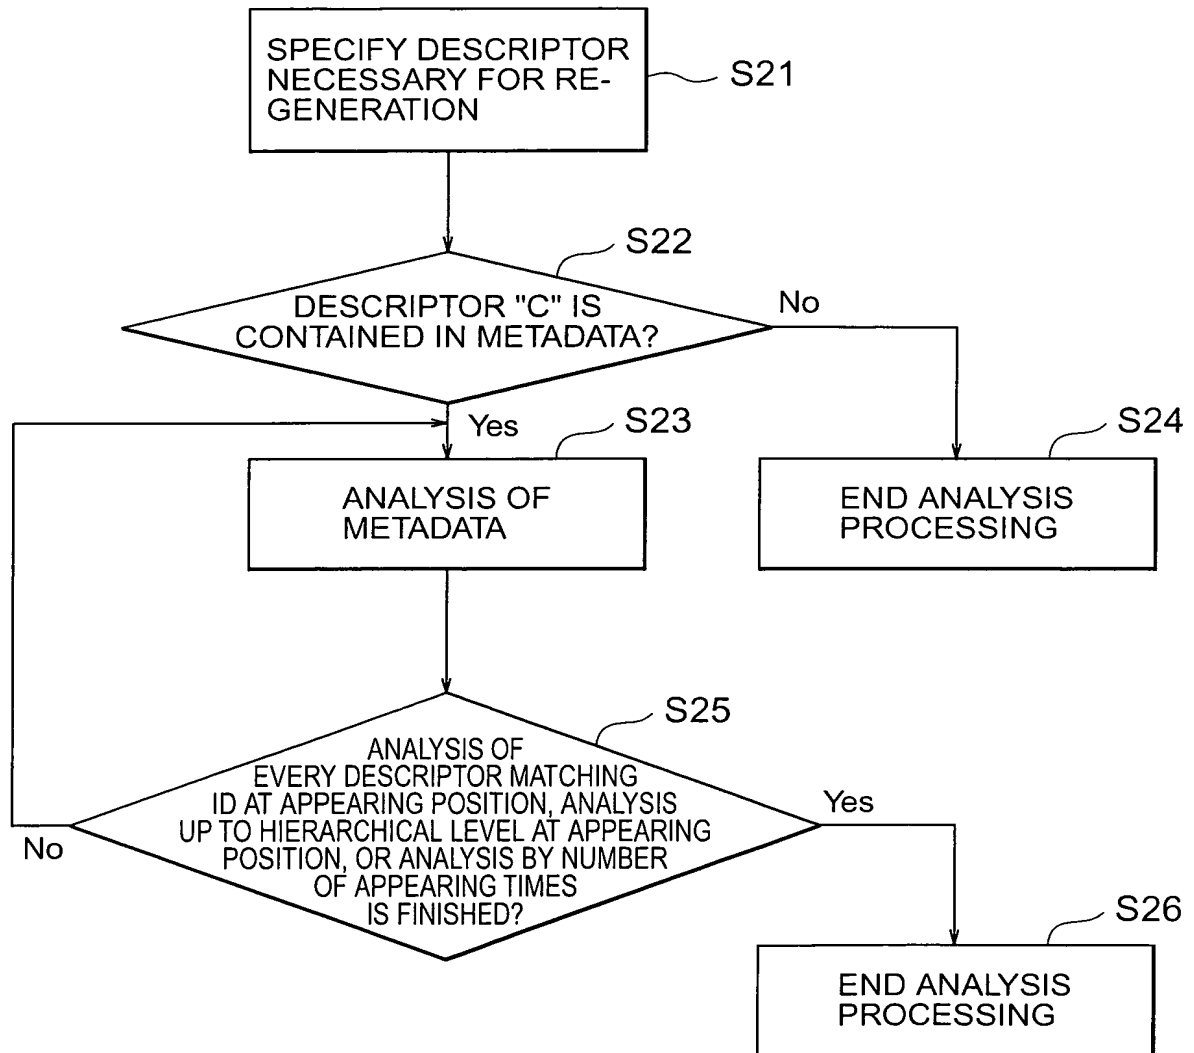 SPECIFY DESCRIPTOR
NECESSARY FOR RE-
GENERATION
S21
S22
DESCRIPTOR "C" IS
CONTAINED IN METADATA?
No
Yes
S23
S24
ANALYSIS OF
METADATA
END ANALYSIS
PROCESSING
S25
ANALYSIS OF
EVERY DESCRIPTOR MATCHING
ID AT APPEARING POSITION, ANALYSIS
UP TO HIERARCHICAL LEVEL AT APPEARING
POSITION, OR ANALYSIS BY NUMBER
OF APPEARING TIMES
IS FINISHED?
No
Yes
S26
END ANALYSIS
PROCESSING